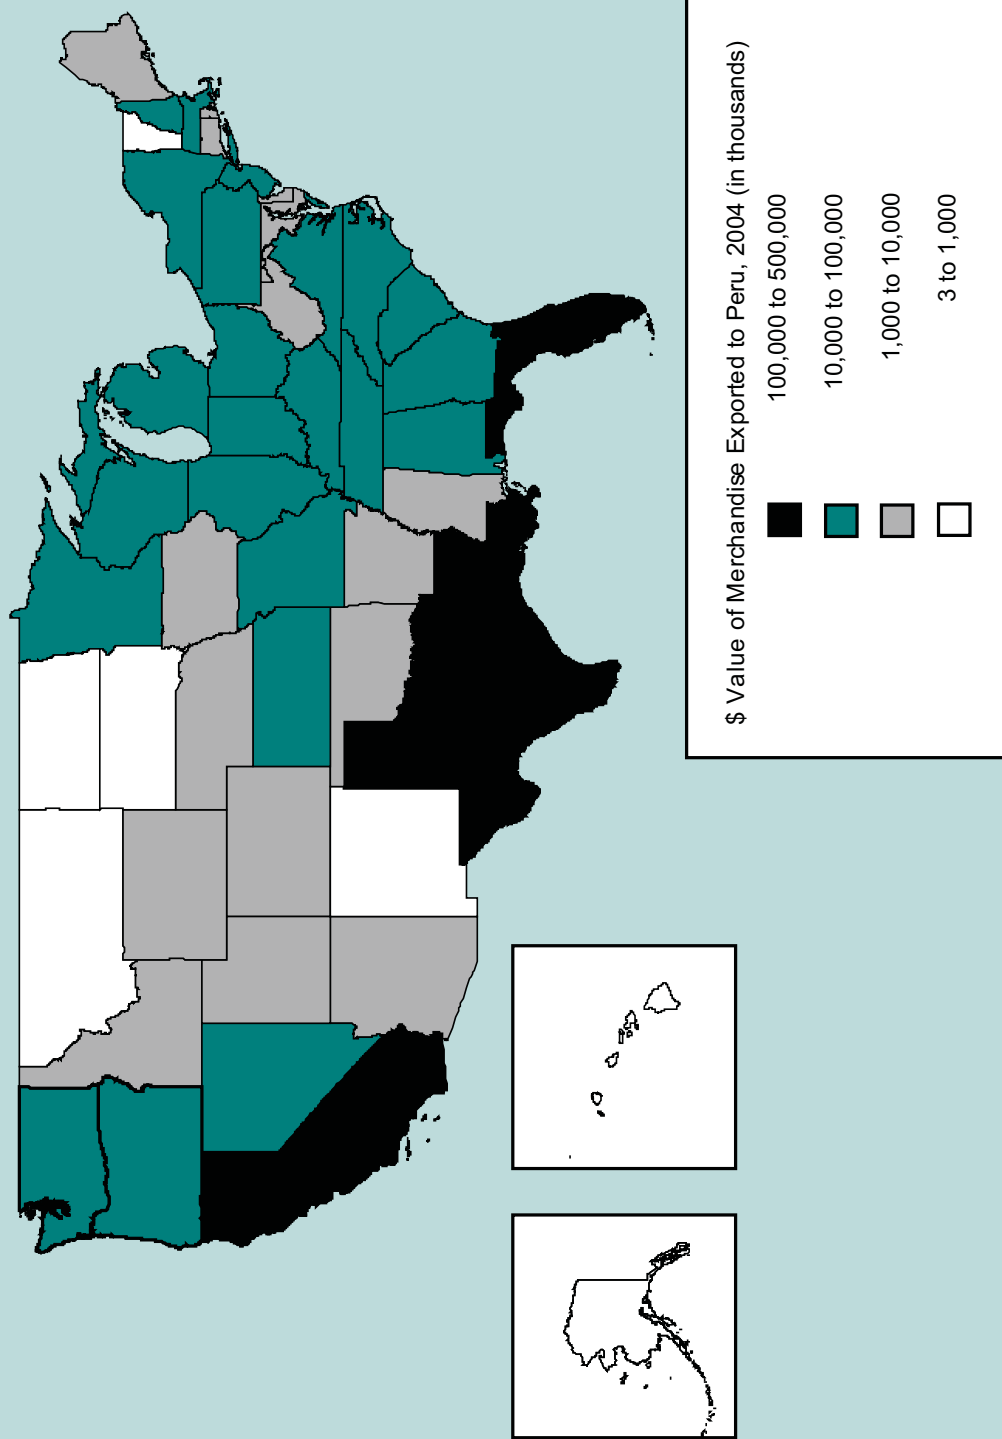 $ Value of Merchandise Exported to Peru, 2004 (in thousands)
100,000 to 500,000
10,000 to 100,000
1,000 to 10,000
3 to 1,000